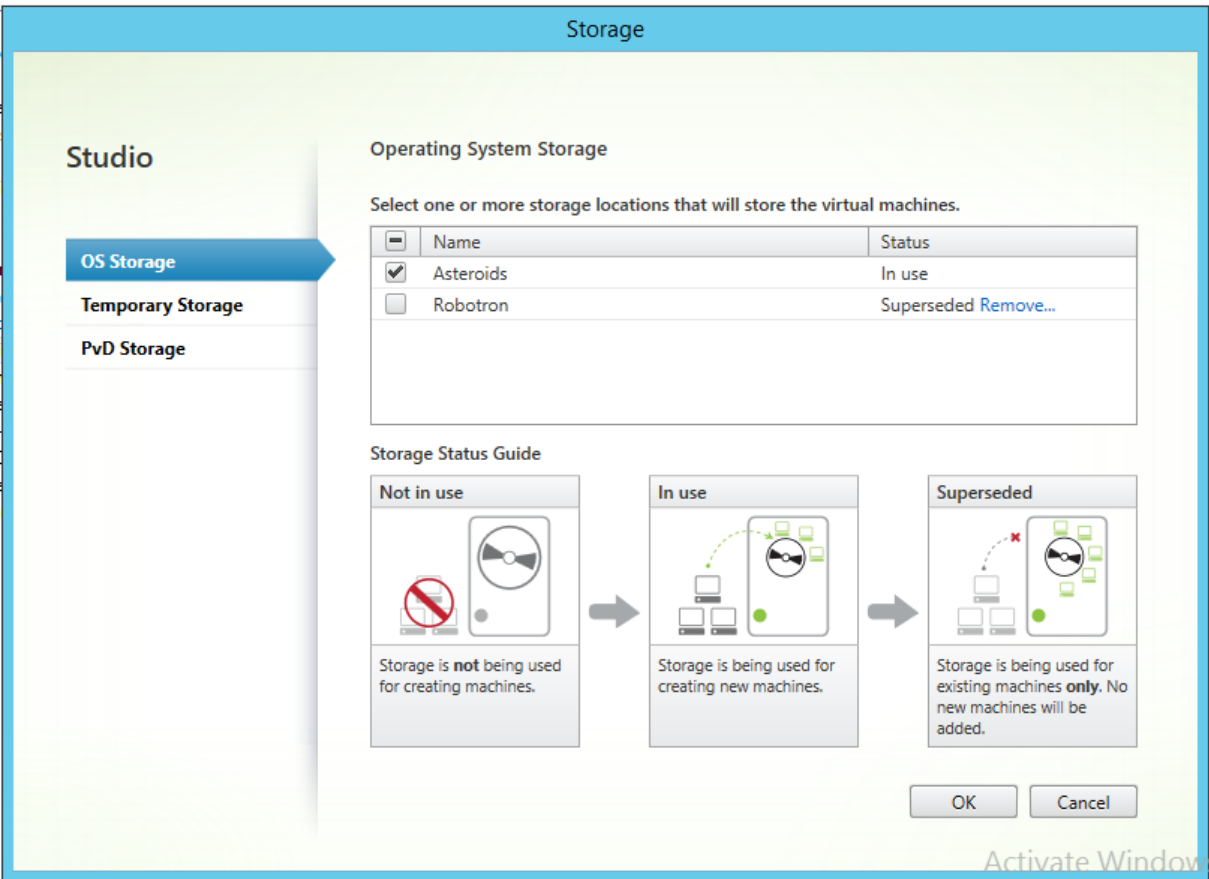 Storage
Studio
OS Storage
Temporary Storage
PvD Storage
Operating System Storage
Select one or more storage locations that will store the virtual machines.
Name Status
Asteroids In use
Robotron Superseded Remove...
Storage Status Guide
Not in use
Storage is not being used
for creating machines.
In use
Storage is being used for
creating new machines.
Superseded
Storage is being used for
existing machines only. No
new machines will be
added.
OK Cancel
Activate Window